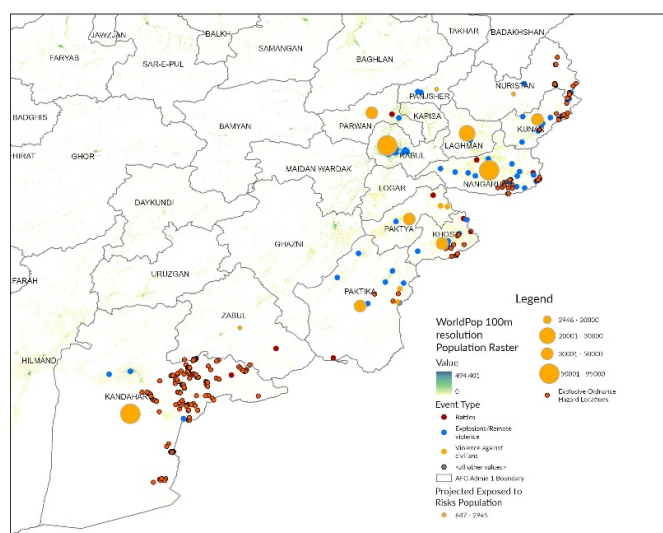 TAKHAR
BADAKHSHAN
BALKH
JAWZJAN
FARYAB
SAMANGAN
BAGHLAN
SAR-E-PUL
NURISTAN
PANJSHER
BADGHIS
PARWAN
KAPISA
KUNAR
BAMYAN
LAGHMAN
HIRAT
GHOR
KABUL
MAIDAN WARDAK
NANGARHAR
LOGAR
DAYKUNDI
PAKTYA
KHOST
GHAZNI
URUZGAN
FARAH
PAKTIKA
ZABUL
HILMAND
KANDAHAR
Legend
WorldPop 100m
resolution
Population Raster
Value
494.401
0
Event Type
Battles
Explosions/Remote
violence
Violence against
civilians
<all other values>
AFG Admin 1 Boundary
Projected Exposed to
Risks Population
687 - 2945
2946 - 20000
20001 - 30000
30001 - 50000
50001 - 95000
Explosive Ordnance
Hazard Locations